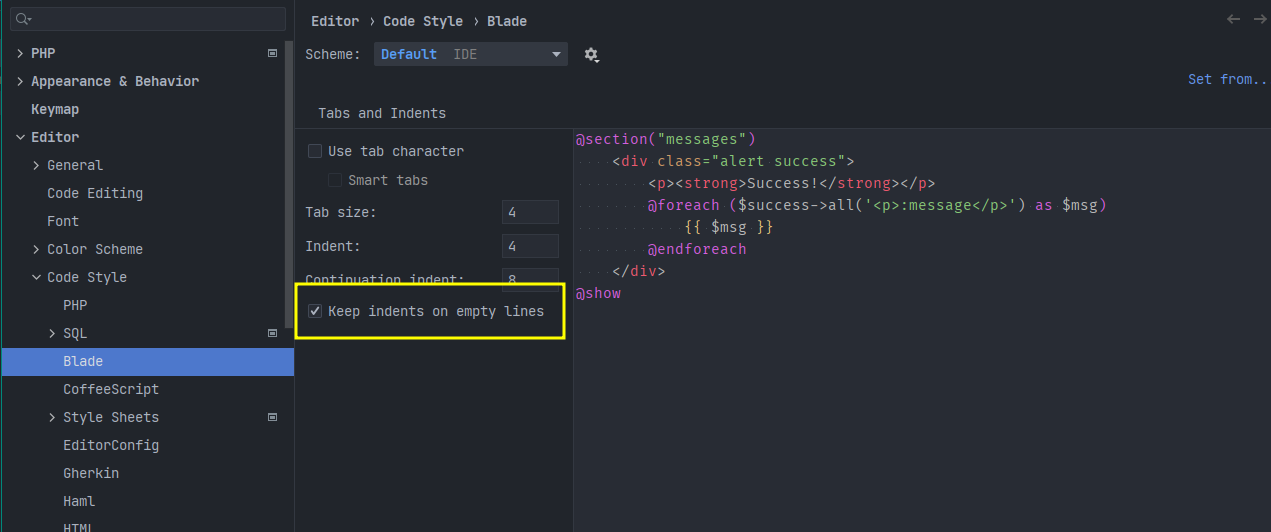 Editor › Code Style › Blade
Scheme: Default IDE
Set from..
PHP
Appearance & Behavior
Keymap
Editor
General
Code Editing
Font
Color Scheme
Code Style
PHP
SQL
Blade
CoffeeScript
Style Sheets
EditorConfig
Gherkin
Haml
HTML
Tabs and Indents
Use tab character
Smart tabs
Tab size: 4
Indent: 4
Continuation indent: 8
Keep indents on empty lines
@section("messages")
<div class="alert success">
<p><strong>Success!</strong></p>
@foreach ($success->all('<p>:message</p>') as $msg)
{{ $msg }}
@endforeach
</div>
@show